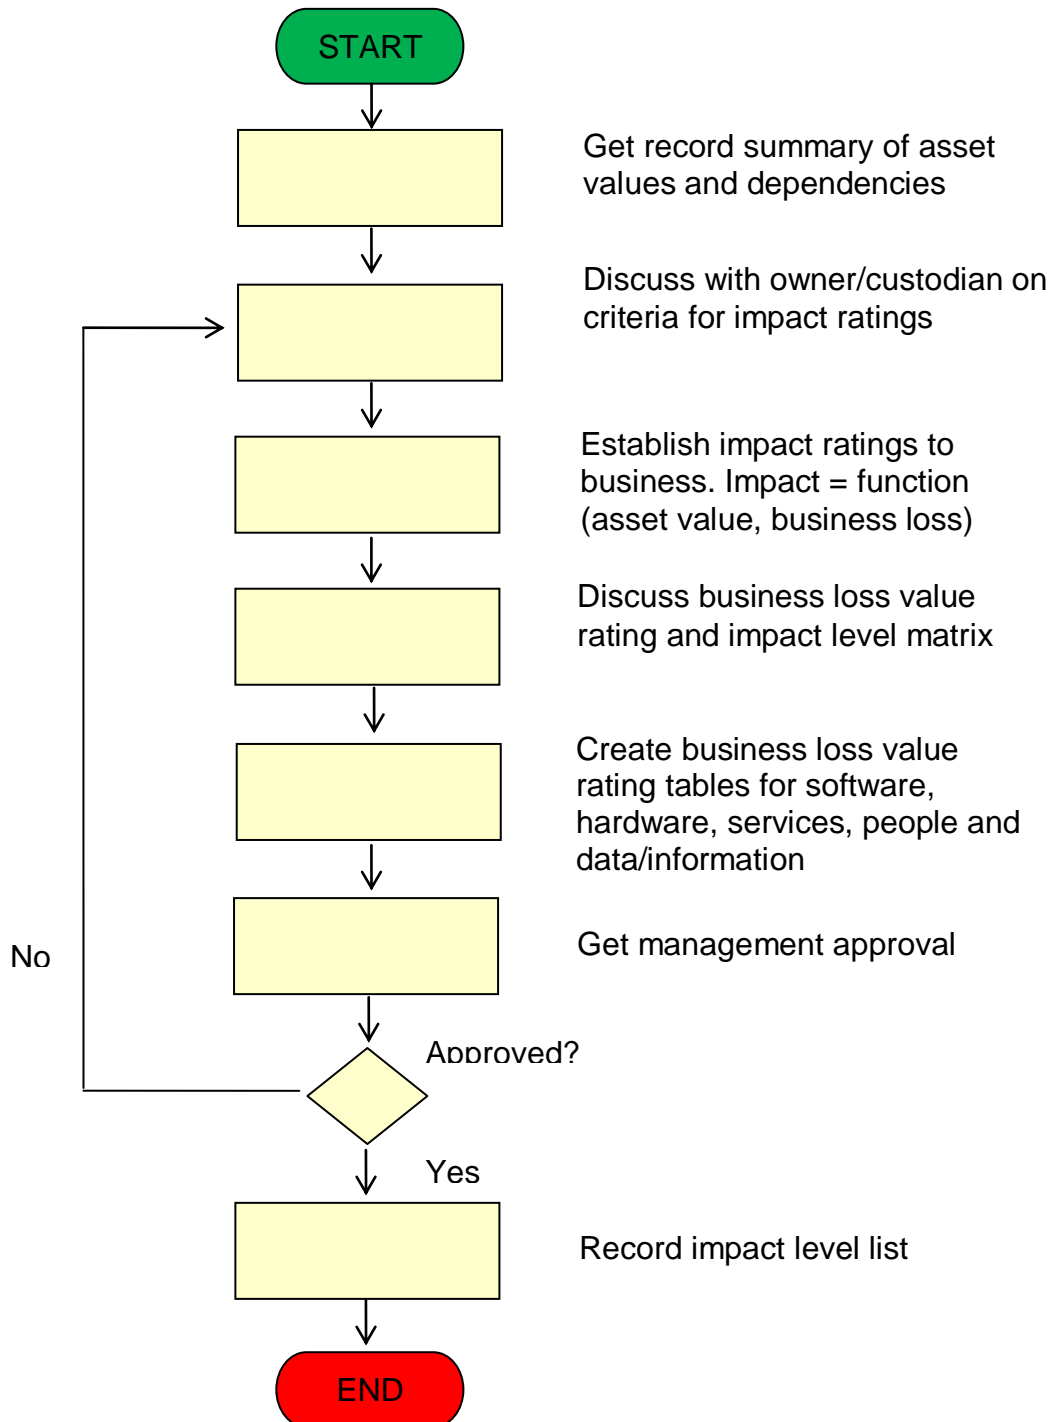 START
Get record summary of asset
values and dependencies
Discuss with owner/custodian on
criteria for impact ratings
Establish impact ratings to
business. Impact = function
(asset value, business loss)
Discuss business loss value
rating and impact level matrix
Create business loss value
rating tables for software,
hardware, services, people and
data/information
Get management approval
No
Approved?
Yes
Record impact level list
END